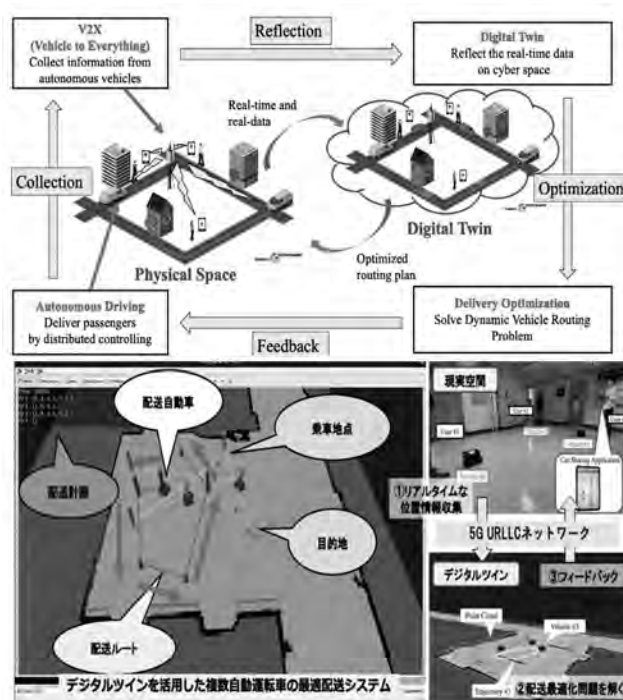 V2X
(Vehicle to Everything)
Collect information from
autonomous vehicles
Reflection
Digital Twin
Reflect the real-time data
on cyber space
Real-time and
real-data
Collection
Optimization
Physical Space
Digital Twin
Optimized
routing plan
Autonomous Driving
Deliver passengers
by distributed controlling
Feedback
Delivery Optimization
Solve Dynamic Vehicle Routing
Problem
配送自動車
乗車地点
配送計画
目的地
配送ルート
デジタルツインを活用した複数自動運転車の最適配送システム
現実空間
User #1
Car Sharing Application
①リアルタイムな
位置情報収集
5G URLLCネットワーク
デジタルツイン
③フィードバック
Point Cloud
Vehicle #3
②配送最適化問題を解く